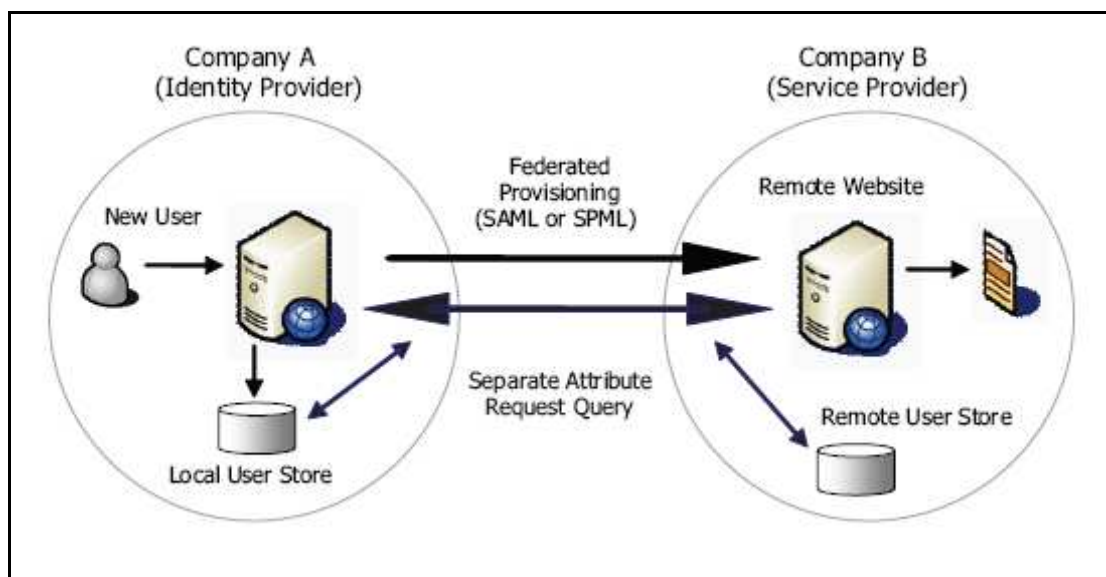 Company A
(Identity Provider)
Company B
(Service Provider)
Federated
Provisioning
(SAML or SPML)
Remote Website
New User
Separate Attribute
Request Query
Remote User Store
Local User Store